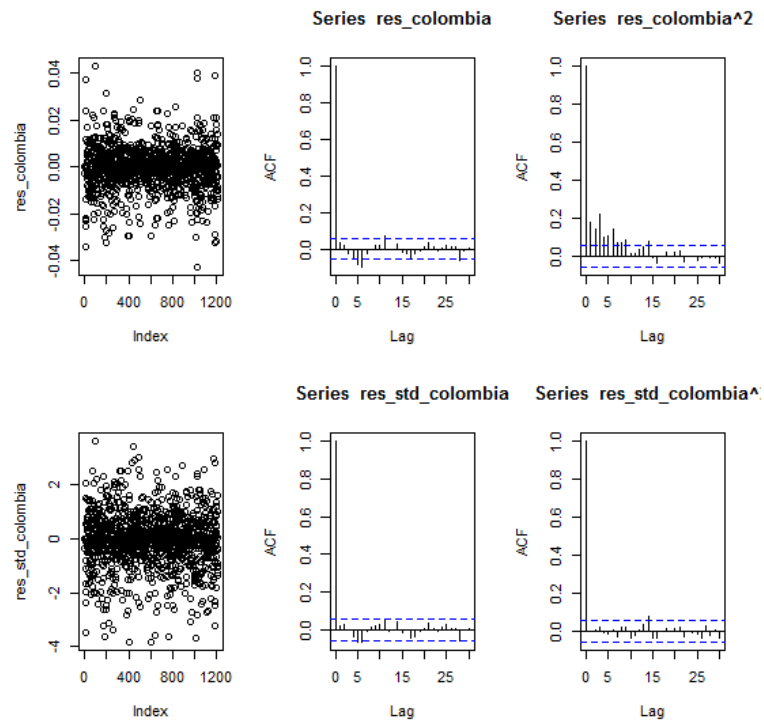 Series res_colombia
Series res_colombia^2
res_colombia
-0.04 -0.02 0.00 0.02 0.04
0 400 800 1200
Index
ACF
0.0 0.2 0.4 0.6 0.8 1.0
0 5 15 25
Lag
ACF
0.0 0.2 0.4 0.6 0.8 1.0
0 5 15 25
Lag
Series res_std_colombia
Series res_std_colombia^
res_std_colombia
-4 -2 0 2
0 400 800 1200
Index
ACF
0.0 0.2 0.4 0.6 0.8 1.0
0 5 15 25
Lag
ACF
0.0 0.2 0.4 0.6 0.8 1.0
0 5 15 25
Lag